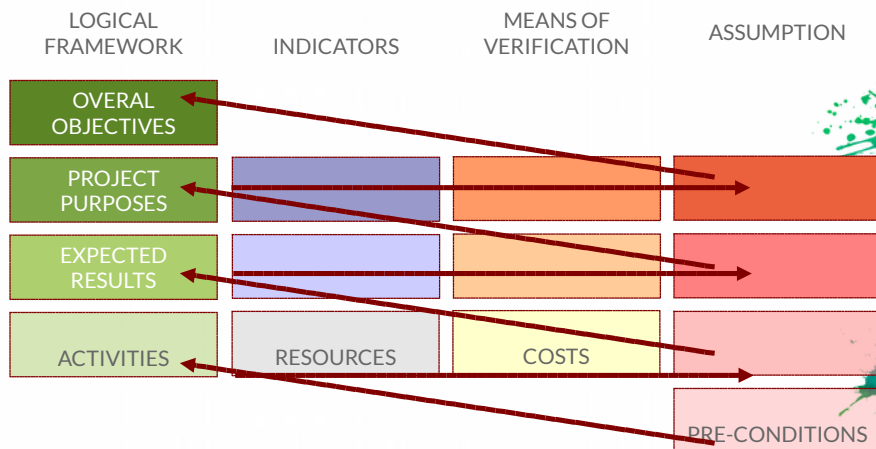 LOGICAL
FRAMEWORK
INDICATORS
MEANS OF
VERIFICATION
ASSUMPTION
OVERAL
OBJECTIVES
PROJECT
PURPOSES
EXPECTED
RESULTS
ACTIVITIES
RESOURCES
COSTS
PRE-CONDITIONS